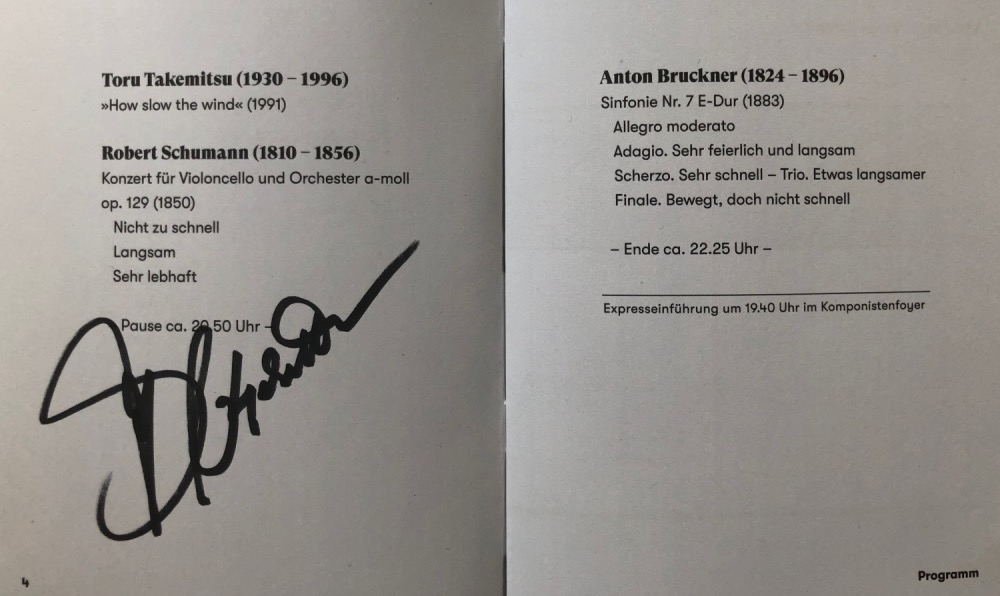 Toru Takemitsu (1930 – 1996)
»How slow the wind« (1991)
Robert Schumann (1810 – 1856)
Konzert für Violoncello und Orchester a-moll
op. 129 (1850)
Nicht zu schnell
Langsam
Sehr lebhaft
Pause ca. 20.50 Uhr –
4
Anton Bruckner (1824 – 1896)
Sinfonie Nr. 7 E-Dur (1883)
Allegro moderato
Adagio. Sehr feierlich und langsam
Scherzo. Sehr schnell – Trio. Etwas langsamer
Finale. Bewegt, doch nicht schnell
– Ende ca. 22.25 Uhr –
Expresseinführung um 19.40 Uhr im Komponistenfoyer
Programm